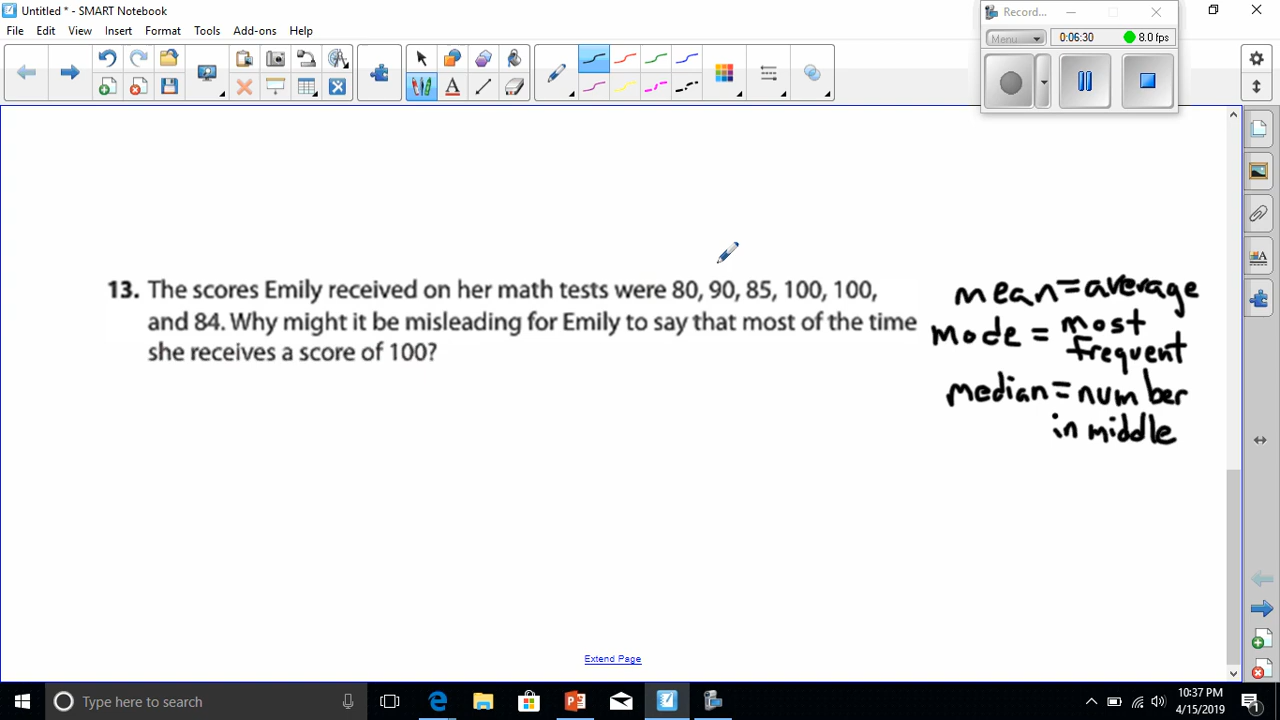 Untitled * - SMART Notebook
Record...
File Edit View Insert Format Tools Add-ons Help
Menu 0:06:30 8.0 fps
13. The scores Emily received on her math tests were 80, 90, 85, 100, 100,
and 84. Why might it be misleading for Emily to say that most of the time
she receives a score of 100?
mean=average
mode = most
frequent
median=number
in middle
Extend Page
Type here to search
10:37 PM
4/15/2019
1